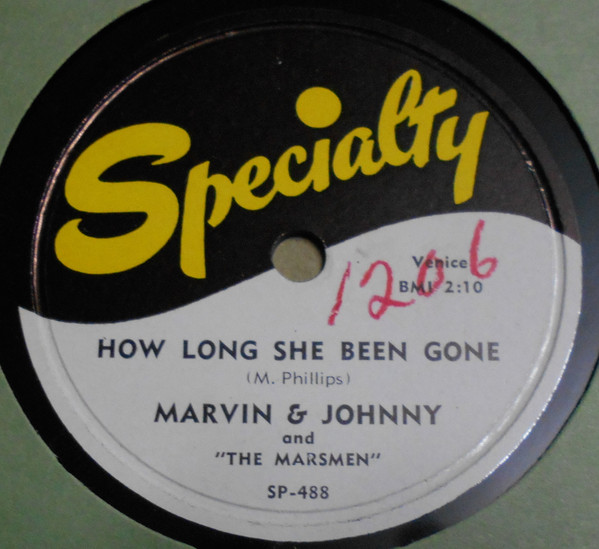 Specialty
1206
Venice
BMI 2:10
HOW LONG SHE BEEN GONE
(M. Phillips)
MARVIN & JOHNNY
and
"THE MARSMEN"
SP-488